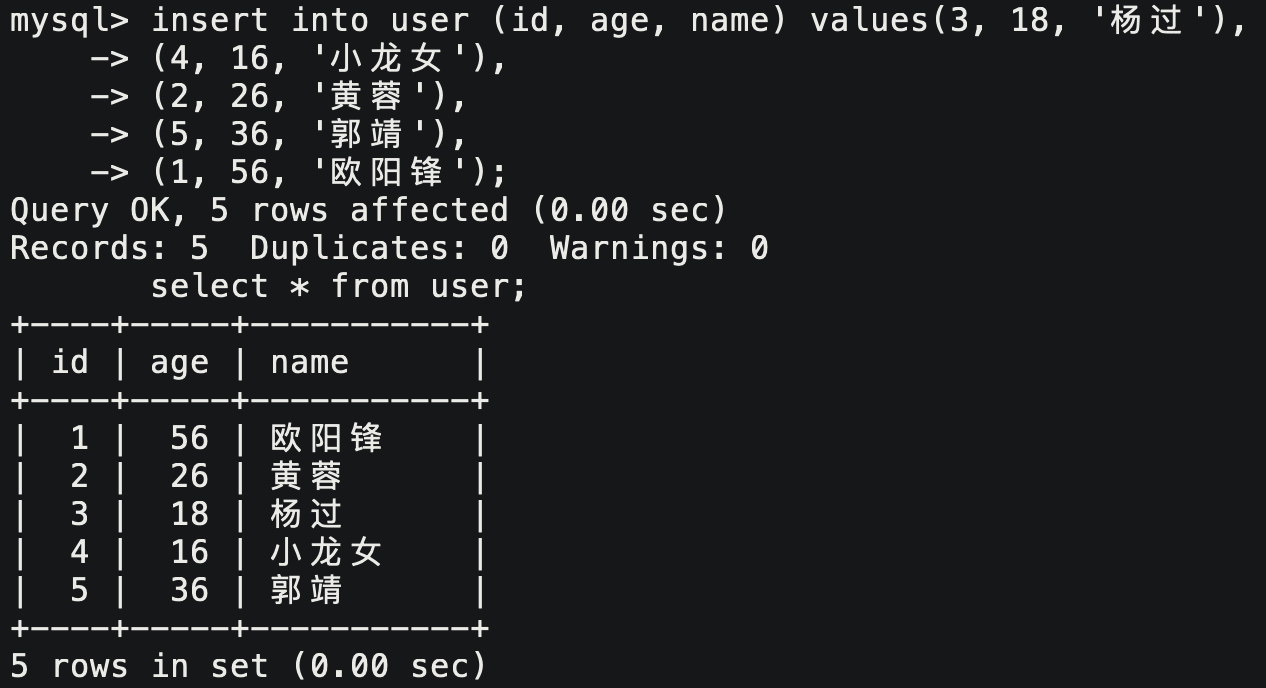 mysql> insert into user (id, age, name) values(3, 18, '杨过'),
    -> (4, 16, '小龙女'),
    -> (2, 26, '黄蓉'),
    -> (5, 36, '郭靖'),
    -> (1, 56, '欧阳锋');
Query OK, 5 rows affected (0.00 sec)
Records: 5  Duplicates: 0  Warnings: 0
       select * from user;
+----+-----+-----------+
| id | age | name      |
+----+-----+-----------+
|  1 |  56 | 欧阳锋    |
|  2 |  26 | 黄蓉      |
|  3 |  18 | 杨过      |
|  4 |  16 | 小龙女    |
|  5 |  36 | 郭靖      |
+----+-----+-----------+
5 rows in set (0.00 sec)